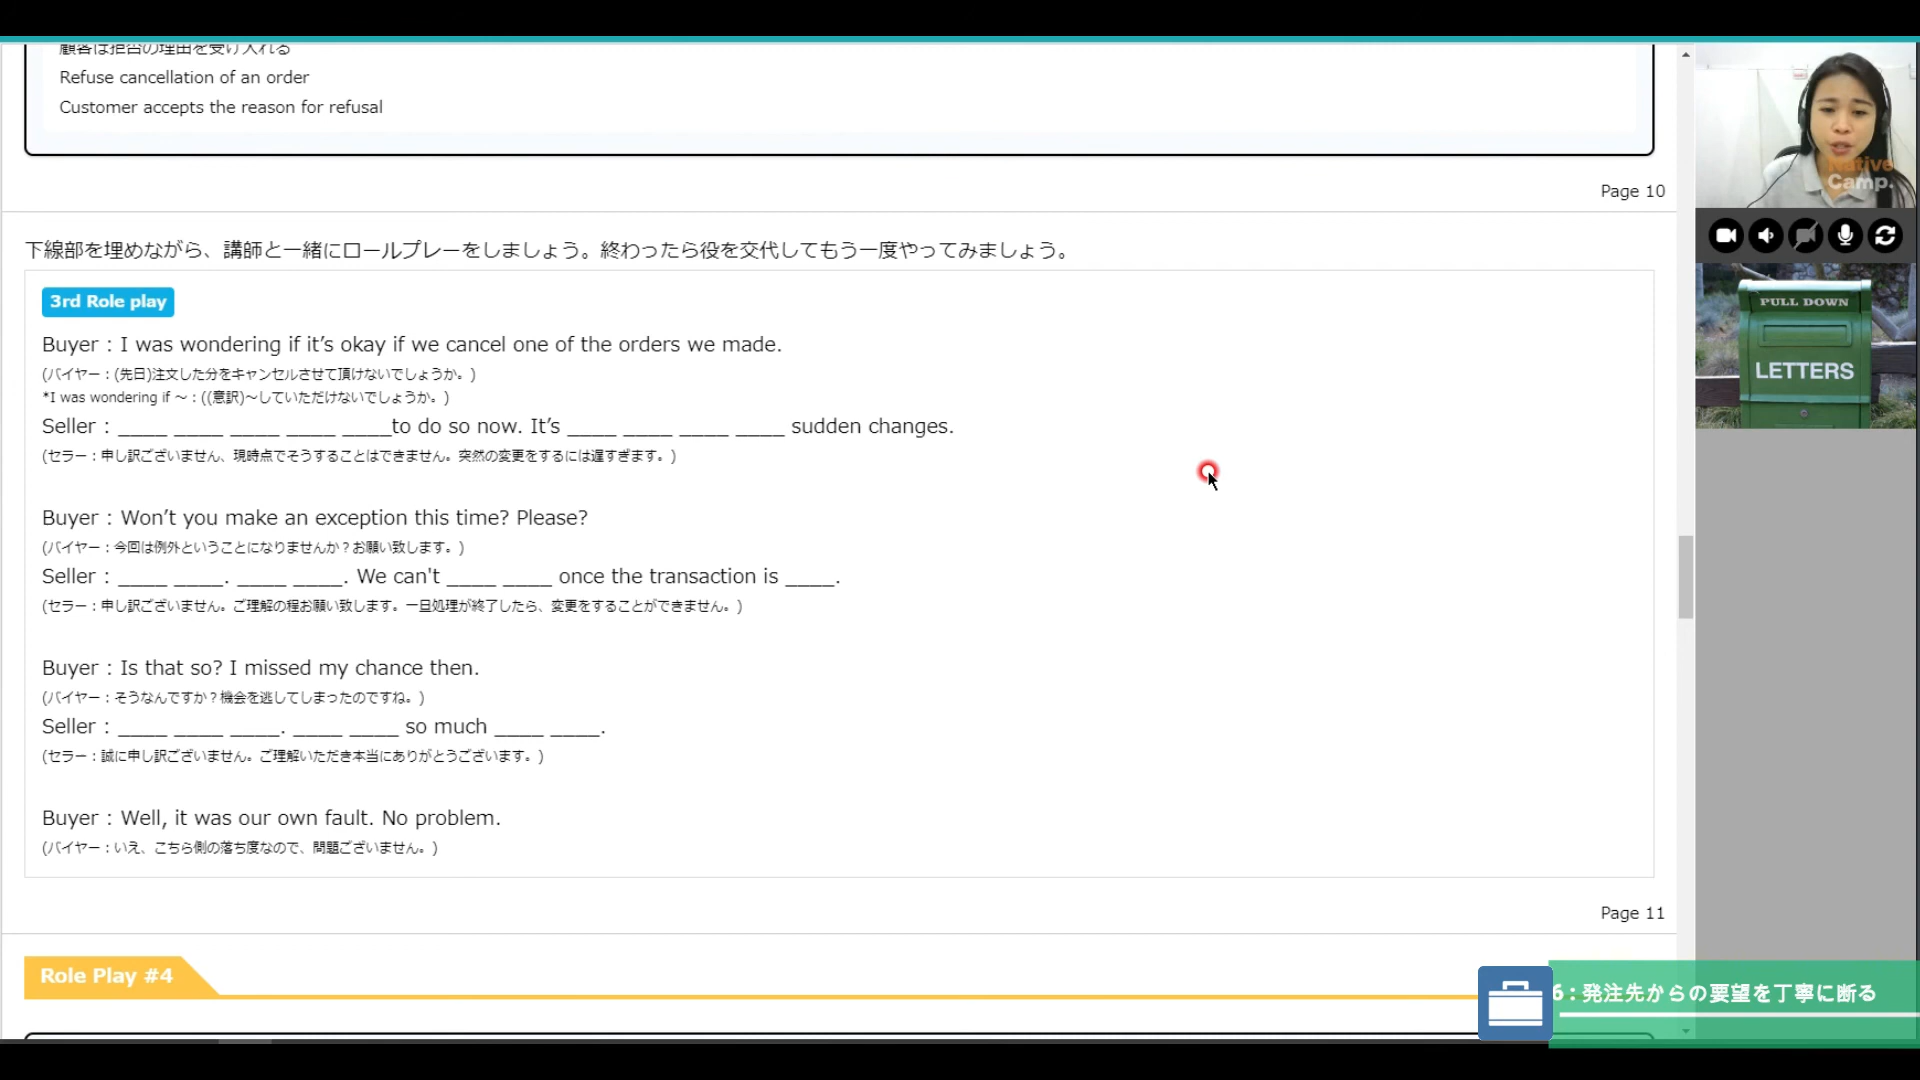 顧客は拒否の理由を受け入れる
Refuse cancellation of an order
Customer accepts the reason for refusal
Page 10
下線部を埋めながら、講師と一緒にロールプレーをしましょう。終わったら役を交代してもう一度やってみましょう。
3rd Role play
Buyer : I was wondering if it’s okay if we cancel one of the orders we made.
(バイヤー : (先日)注文した分をキャンセルさせて頂けないでしょうか。)
*I was wondering if ～ : ((意訳)～していただけないでしょうか。)
Seller : ____ ____ ____ ____ ____to do so now. It’s ____ ____ ____ ____ sudden changes.
(セラー : 申し訳ございません、現時点でそうすることはできません。突然の変更をするには遅すぎます。)
Buyer : Won’t you make an exception this time? Please?
(バイヤー : 今回は例外ということになりませんか？お願い致します。)
Seller : ____ ____. ____ ____. We can't ____ ____ once the transaction is ____.
(セラー : 申し訳ございません。ご理解の程お願い致します。一旦処理が終了したら、変更をすることができません。)
Buyer : Is that so? I missed my chance then.
(バイヤー : そうなんですか？機会を逃してしまったのですね。)
Seller : ____ ____ ____. ____ ____ so much ____ ____.
(セラー : 誠に申し訳ございません。ご理解いただき本当にありがとうございます。)
Buyer : Well, it was our own fault. No problem.
(バイヤー : いえ、こちら側の落ち度なので、問題ございません。)
Page 11
Role Play #4
Native
Camp.
PULL DOWN
LETTERS
6 : 発注先からの要望を丁寧に断る